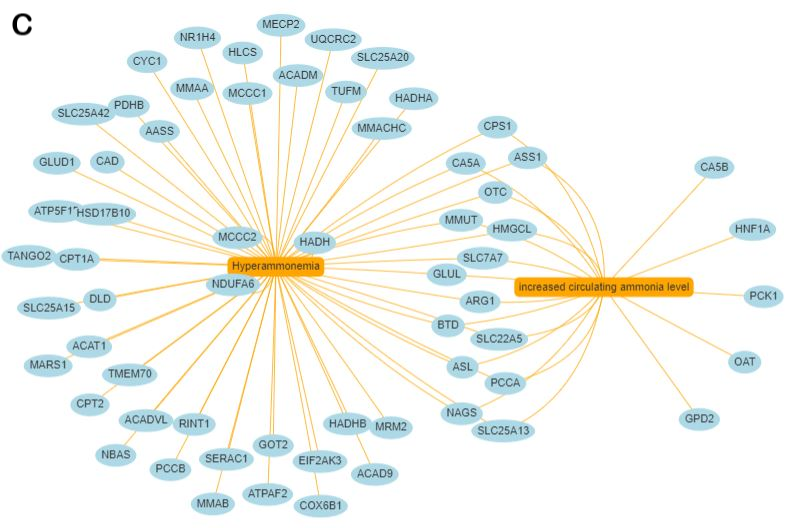 C
MECP2
NR1H4
UQCRC2
HLCS
SLC25A20
CYC1
ACADM
MMAA
MCCC1
TUFM
HADHA
SLC25A42
PDHB
AASS
MMACHC
CPS1
GLUD1
CAD
CA5A
ASS1
CA5B
OTC
HSD17B10
MMUT
HMGCL
HNF1A
MCCC2
HADH
TANGO2
CPT1A
SLC7A7
Hyperammonemia
GLUL
NDUFA6
increased circulating ammonia level
PCK1
SLC25A15
DLD
ARG1
BTD
SLC22A5
ACAT1
MARS1
OAT
TMEM70
ASL
PCCA
CPT2
ACADVL
RINT1
HADHB
MRM2
NAGS
SLC25A13
GPD2
NBAS
PCCB
SERAC1
GOT2
EIF2AK3
ACAD9
MMAB
ATPAF2
COX6B1